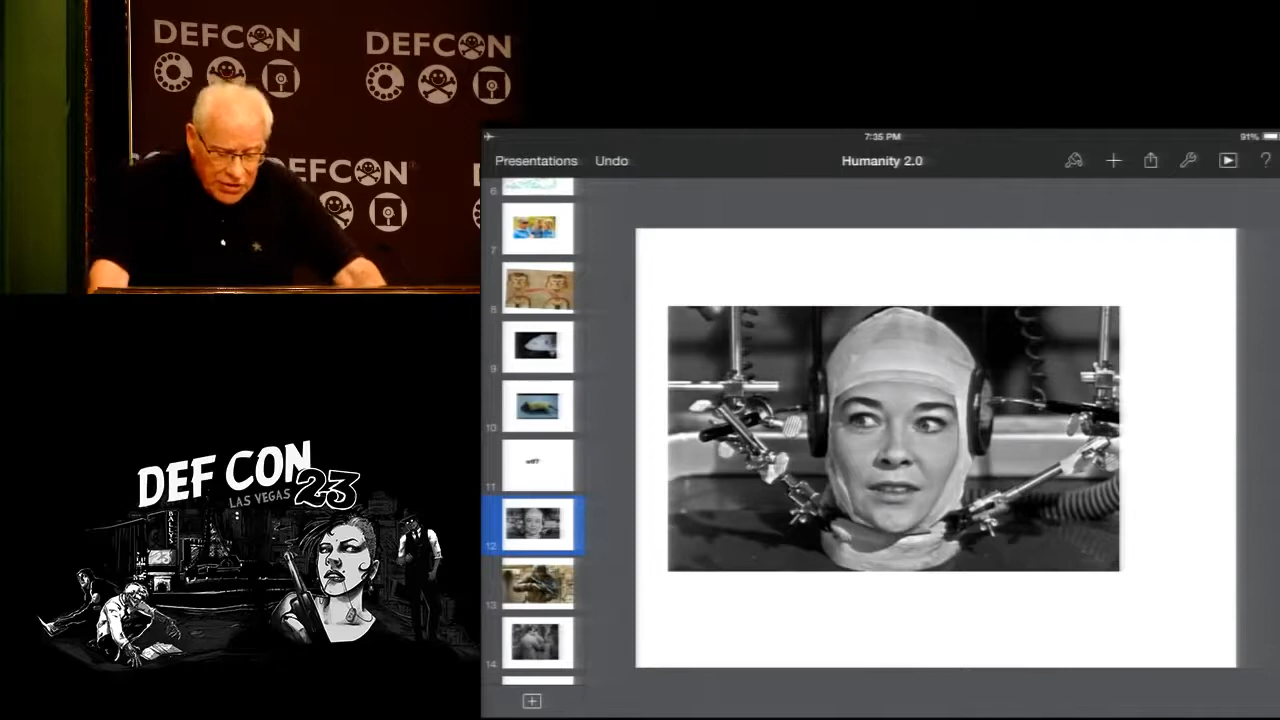 DEFCON DEFCON
DEFCON
7:35 PM
91%
Presentations Undo
Humanity 2.0
?
6
7
8
9
10
11
12
13
14
DEF CON 23
LAS VEGAS
BALLYS